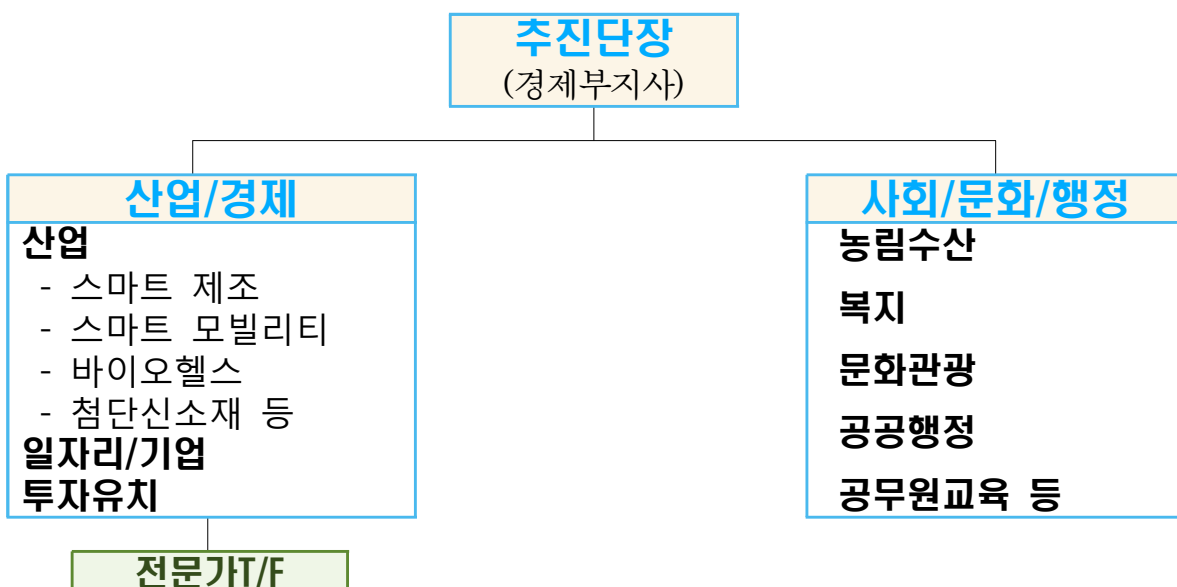 추진단장
(경제부지사)
산업/경제
산업
- 스마트 제조
- 스마트 모빌리티
- 바이오헬스
- 첨단신소재 등
일자리/기업
투자유치
전문가T/F
사회/문화/행정
농림수산
복지
문화관광
공공행정
공무원교육 등